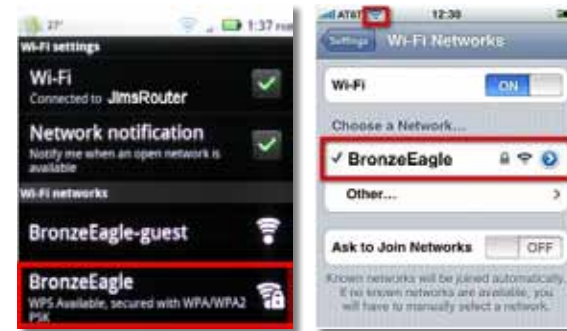 27°
1:37 PM
Wi-Fi settings
Wi-Fi
Connected to JimsRouter
Network notification
Notify me when an open network is
available
Wi-Fi networks
BronzeEagle-guest
BronzeEagle
WPS Available, secured with WPA/WPA2
PSK
AT&T
12:38
Settings
Wi-Fi Networks
Wi-Fi
ON
Choose a Network...
BronzeEagle
Other...
Ask to Join Networks
OFF
Known networks will be joined automatically.
If no known networks are available, you
will have to manually select a network.